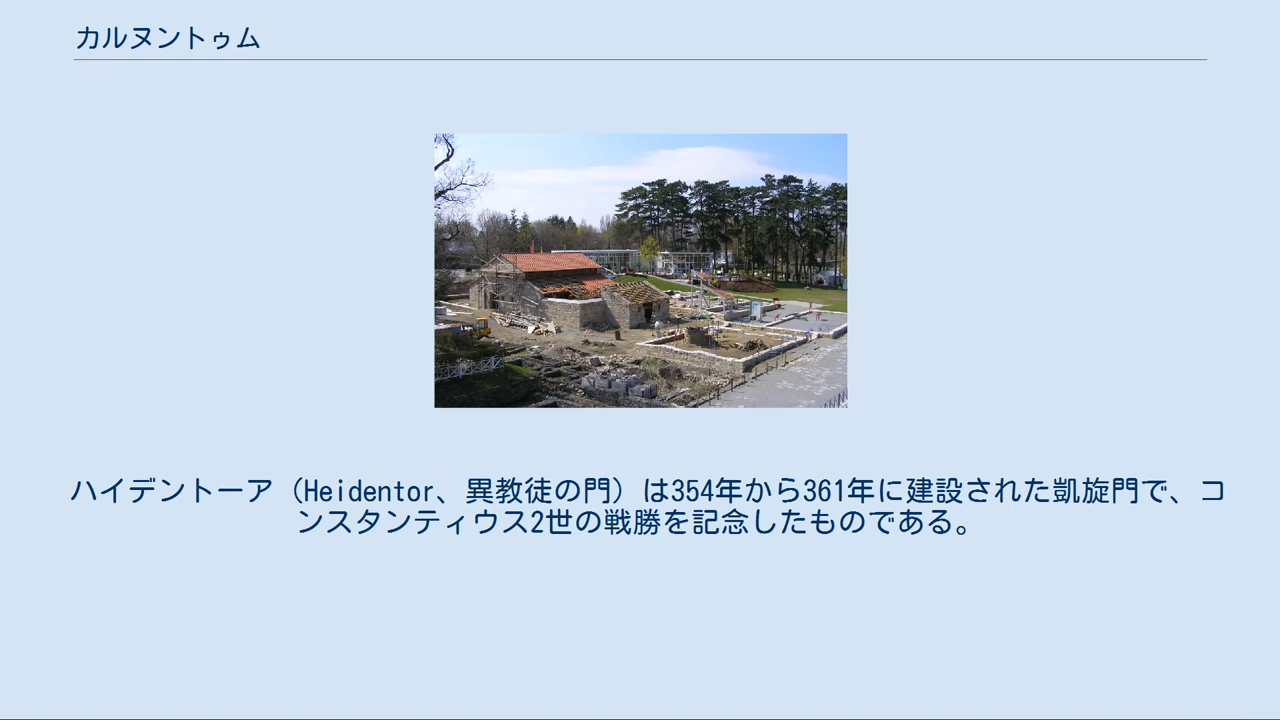 カルヌントゥム
ハイデントーア（Heidentor、異教徒の門）は354年から361年に建設された凱旋門で、コ
ンスタンティウス2世の戦勝を記念したものである。